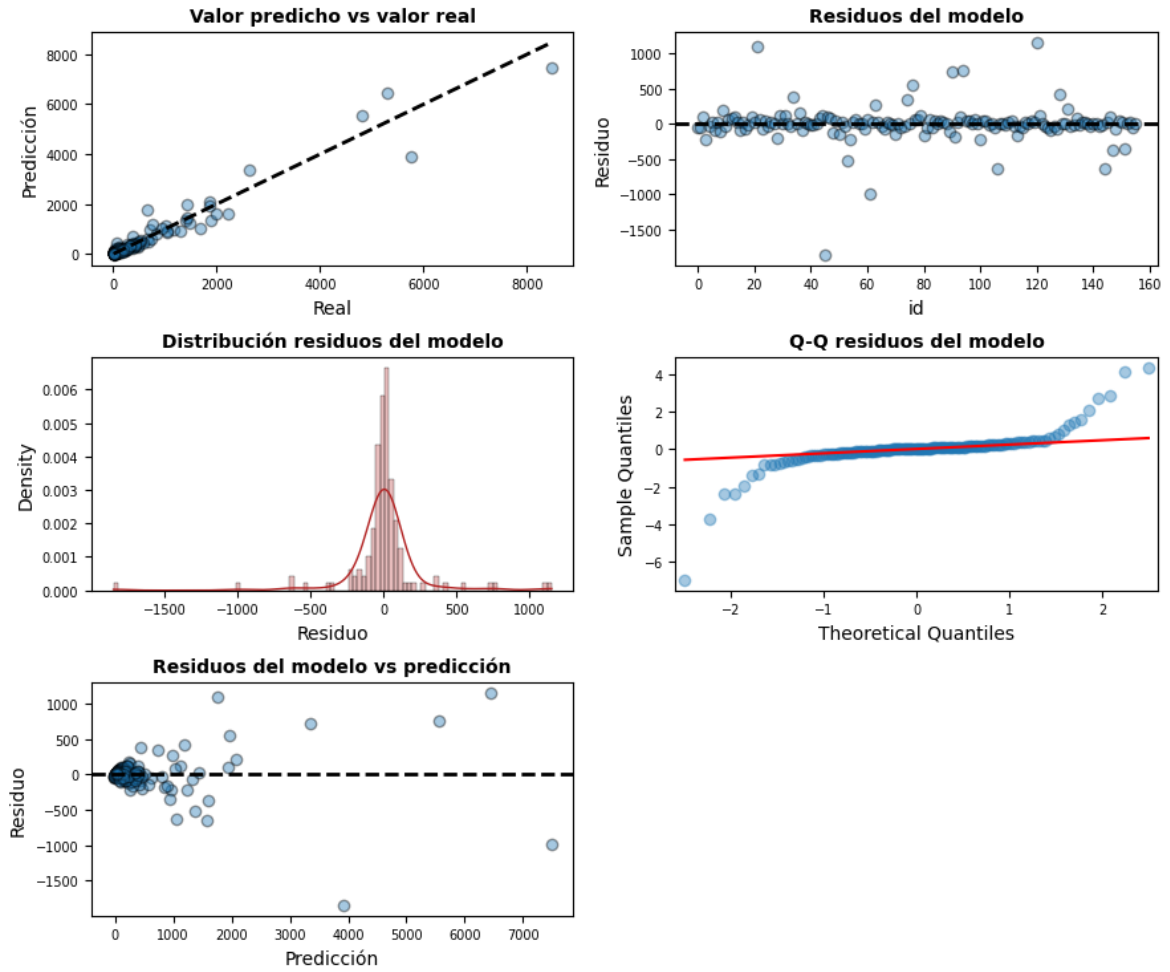 Valor predicho vs valor real
8000
6000
4000
2000
0
Predicción
0 2000 4000 6000 8000
Real
Residuos del modelo
1000
500
0
−500
−1000
−1500
Residuo
0 20 40 60 80 100 120 140 160
id
Distribución residuos del modelo
0.006
0.005
0.004
0.003
0.002
0.001
0.000
Density
−1500 −1000 −500 0 500 1000
Residuo
Q-Q residuos del modelo
4
2
0
−2
−4
−6
Sample Quantiles
−2 −1 0 1 2
Theoretical Quantiles
Residuos del modelo vs predicción
1000
500
0
−500
−1000
−1500
Residuo
0 1000 2000 3000 4000 5000 6000 7000
Predicción